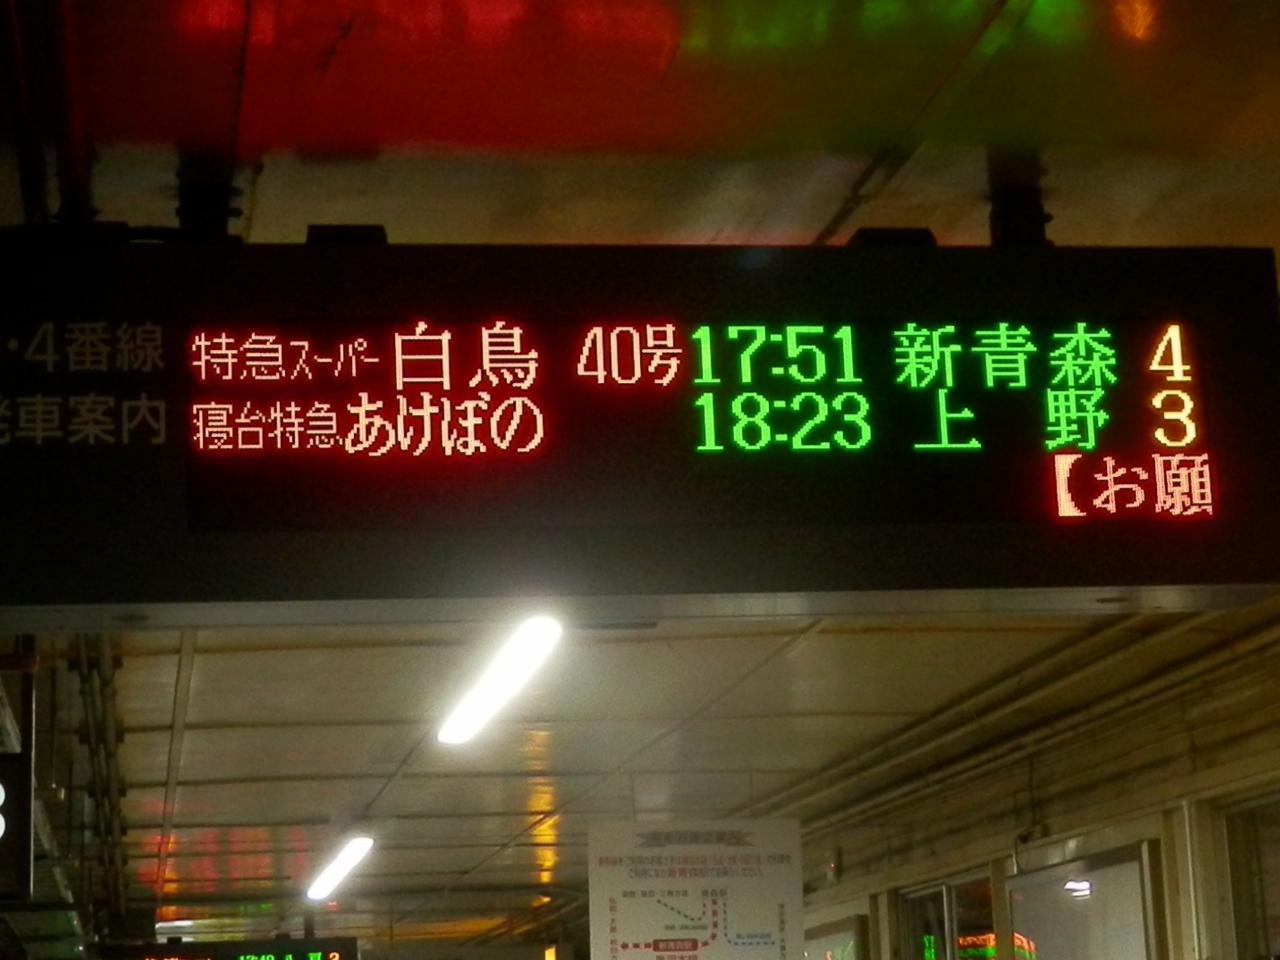 ・4番線 特急スーパー白鳥 40号 17:51 新青森 4
発車案内 寝台特急あけぼの 18:23 上野 3
【お願
3